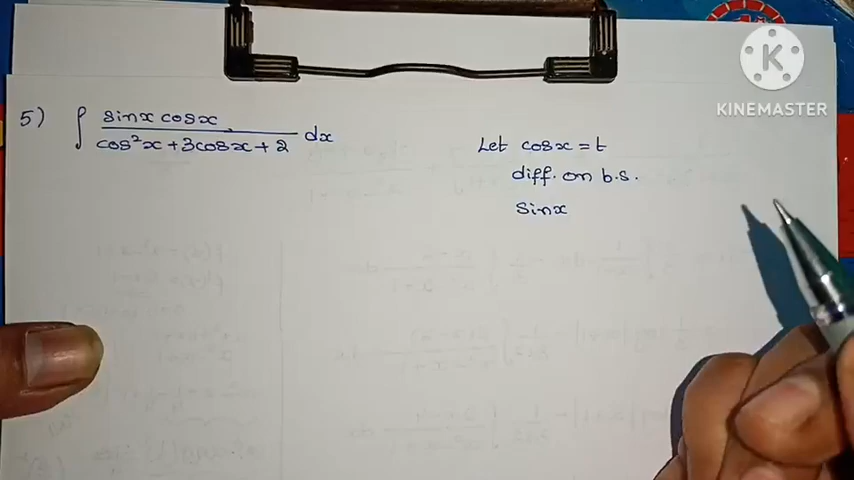 5) ∫ sinx cosx / cos²x + 3cosx + 2 dx
Let cosx = t
diff. on b.s.
sinx
K
KINEMASTER